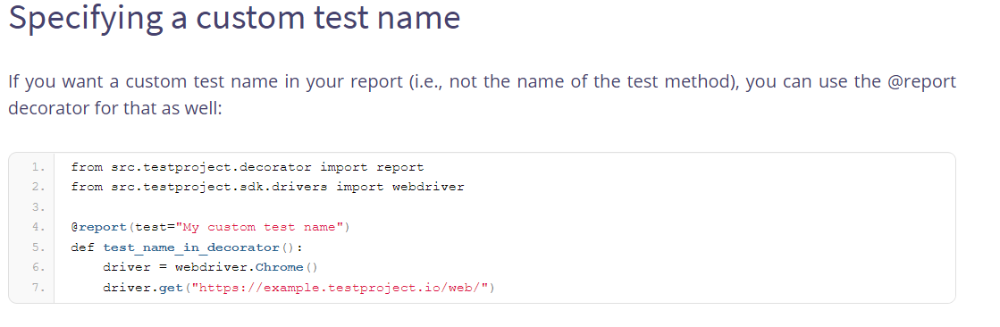 Specifying a custom test name
If you want a custom test name in your report (i.e., not the name of the test method), you can use the @report
decorator for that as well:
1. from src.testproject.decorator import report
2. from src.testproject.sdk.drivers import webdriver
3.
4. @report(test="My custom test name")
5. def test_name_in_decorator():
6.     driver = webdriver.Chrome()
7.     driver.get("https://example.testproject.io/web/")